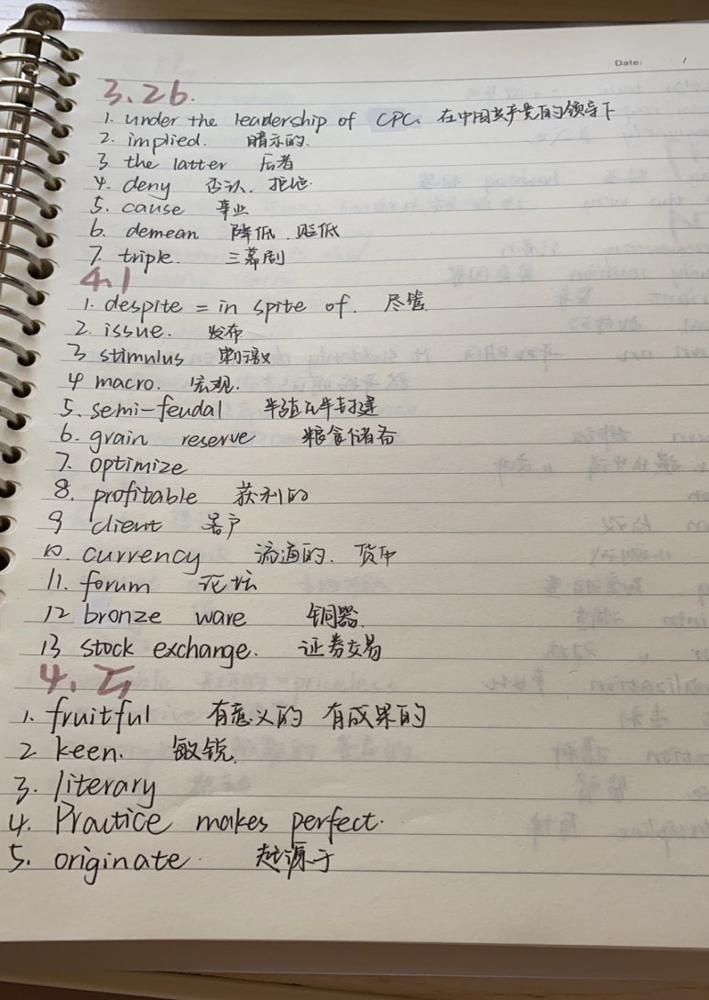 Date: /
3.26.
1. under the leadership of CPC. 在中国共产党的领导下
2. implied. 暗示的.
3 the latter 后者
4. deny 否认. 拒绝.
5. cause 事业
6. demean 降低. 贬低
7. triple. 三幕剧
4.1
1. despite = in spite of. 尽管.
2. issue. 发布
3 stimulus 刺激
4 macro. 宏观.
5. semi-feudal 半殖民半封建
6. grain reserve 粮食储备
7. optimize
8. profitable 获利的
9 client 客户
10. currency 流通的. 货币
11. forum 论坛
12 bronze ware 铜器.
13 stock exchange. 证券交易
1. fruitful 有意义的 有成果的
2 keen. 敏锐.
3. literary
4. Practice makes perfect.
5. originate. 起源于